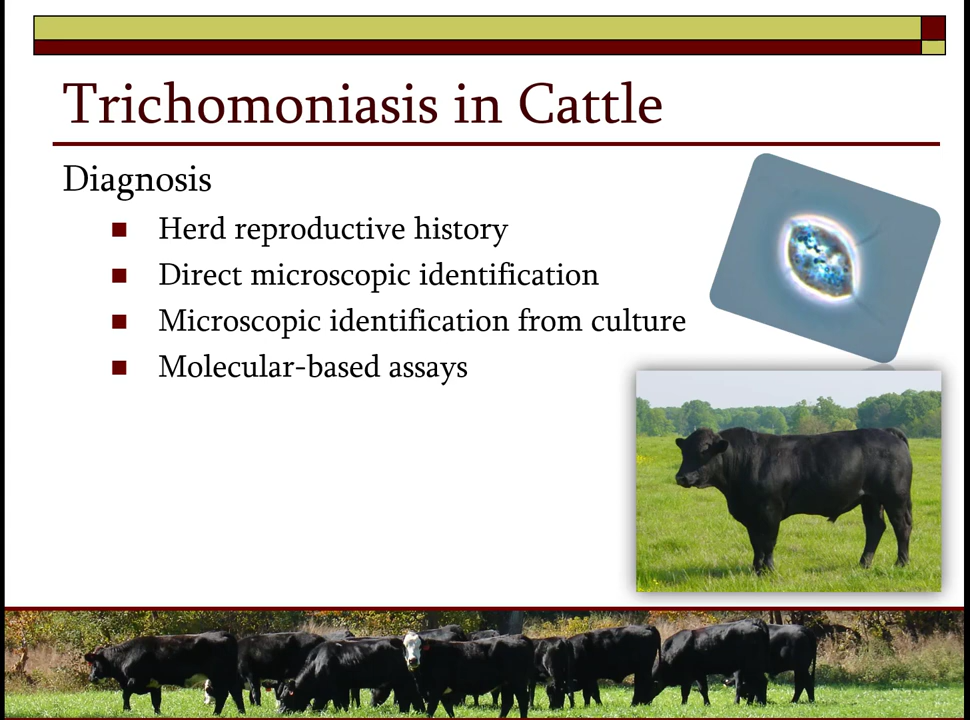 Trichomoniasis in Cattle
Diagnosis
Herd reproductive history
Direct microscopic identification
Microscopic identification from culture
Molecular-based assays